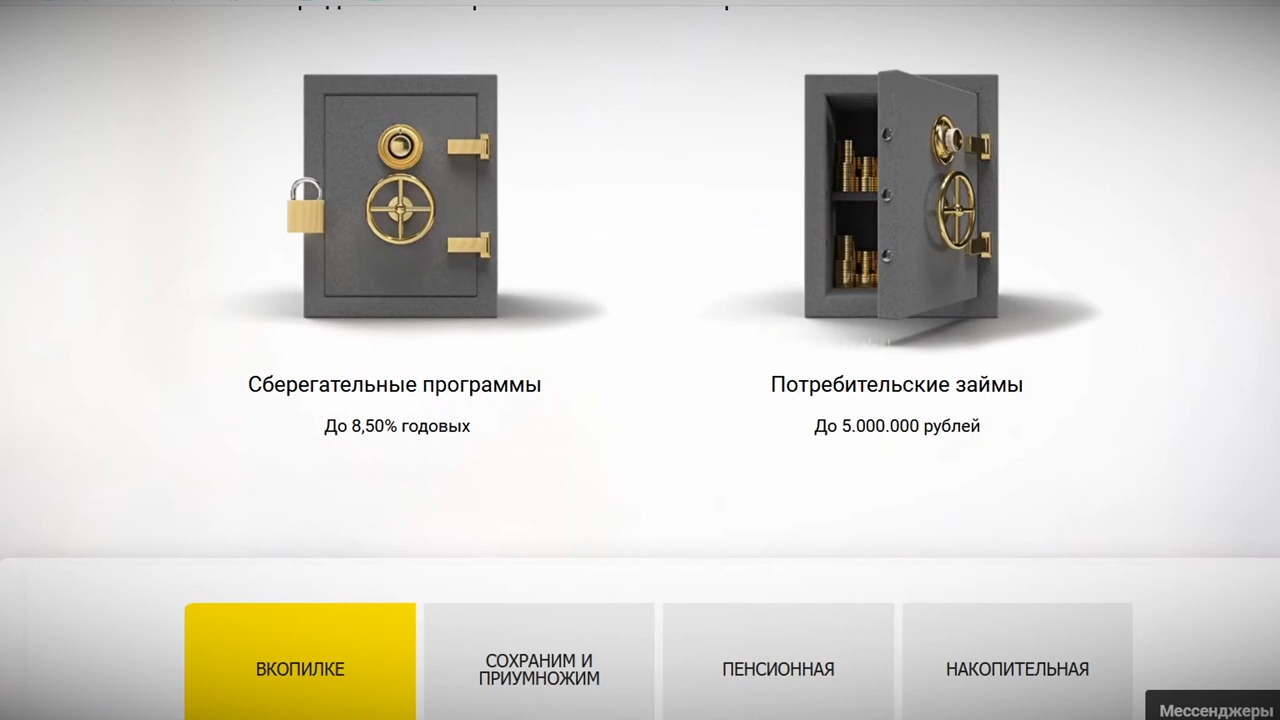 Сберегательные программы
До 8,50% годовых
Потребительские займы
До 5.000.000 рублей
ВКОПИЛКЕ
СОХРАНИМ И
ПРИУМНОЖИМ
ПЕНСИОННАЯ
НАКОПИТЕЛЬНАЯ
Мессенджеры